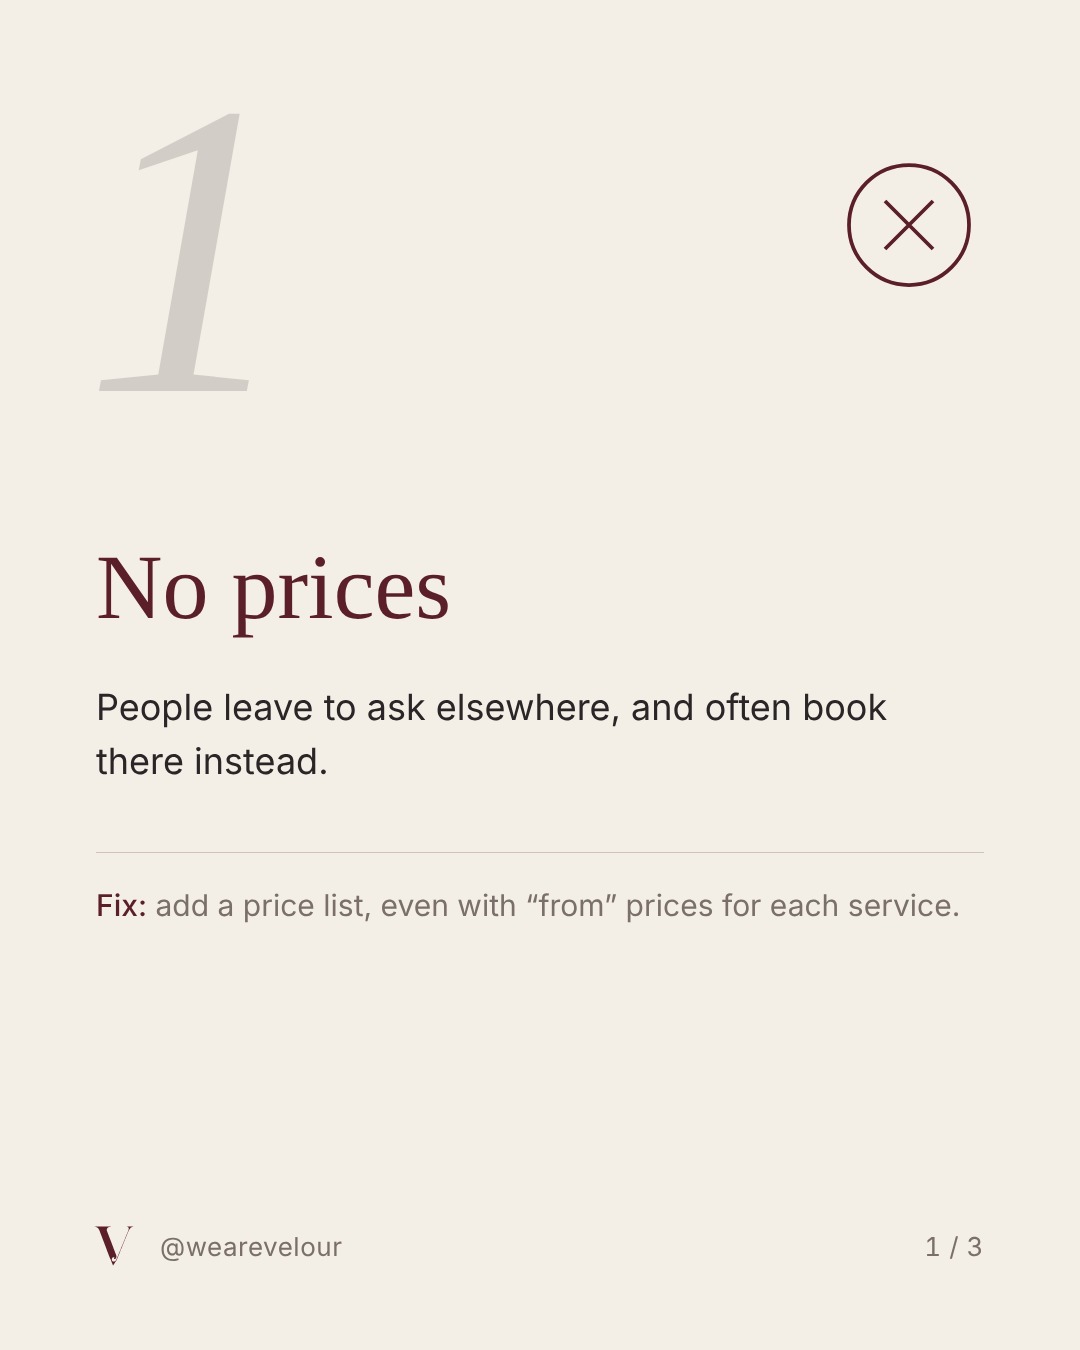 1
No prices
People leave to ask elsewhere, and often book
there instead.
Fix: add a price list, even with “from” prices for each service.
V @wearevelour
1 / 3